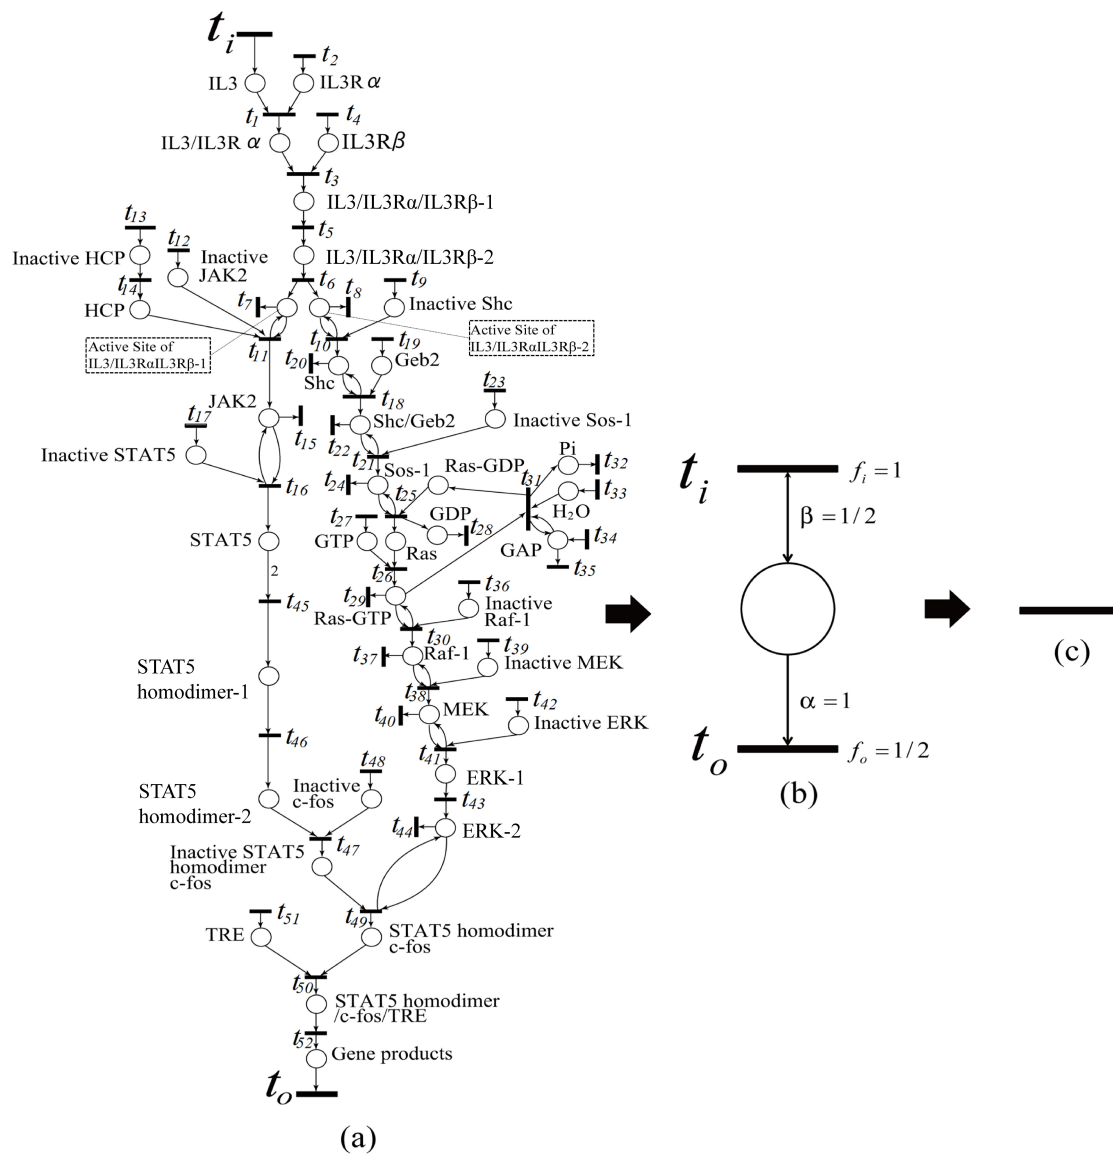 t_i
t_2
IL3
IL3R α
t_1
t_4
IL3/IL3R α
IL3Rβ
t_3
IL3/IL3Rα/IL3Rβ-1
t_13
t_5
t_12
Inactive HCP
Inactive
JAK2
IL3/IL3Rα/IL3Rβ-2
t_14
t_6
t_7
t_8
t_9
HCP
Inactive Shc
Active Site of
IL3/IL3RαIL3Rβ-1
t_11
t_10
Active Site of
IL3/IL3RαIL3Rβ-2
t_20
t_19
Geb2
Shc
t_23
JAK2
t_18
t_17
t_15
Shc/Geb2
Inactive Sos-1
t_22
t_21
Inactive STAT5
Pi
t_32
Sos-1
Ras-GDP
t_31
t_16
t_24
t_25
t_33
H₂O
GDP
t_27
t_28
t_34
STAT5
GTP
Ras
GAP
2
t_26
t_35
t_36
t_29
Ras-GTP
Inactive
Raf-1
t_45
t_30
t_39
t_37
Raf-1
Inactive MEK
STAT5
homodimer-1
t_38
t_42
t_40
MEK
Inactive ERK
t_46
t_41
t_48
ERK-1
STAT5
homodimer-2
Inactive
c-fos
t_43
t_44
ERK-2
t_47
Inactive STAT5
homodimer
c-fos
t_51
t_49
TRE
STAT5 homodimer
c-fos
t_50
STAT5 homodimer
/c-fos/TRE
t_52
Gene products
t_o
(a)
t_i
f_i = 1
β = 1/2
α = 1
t_o
f_o = 1/2
(b)
(c)